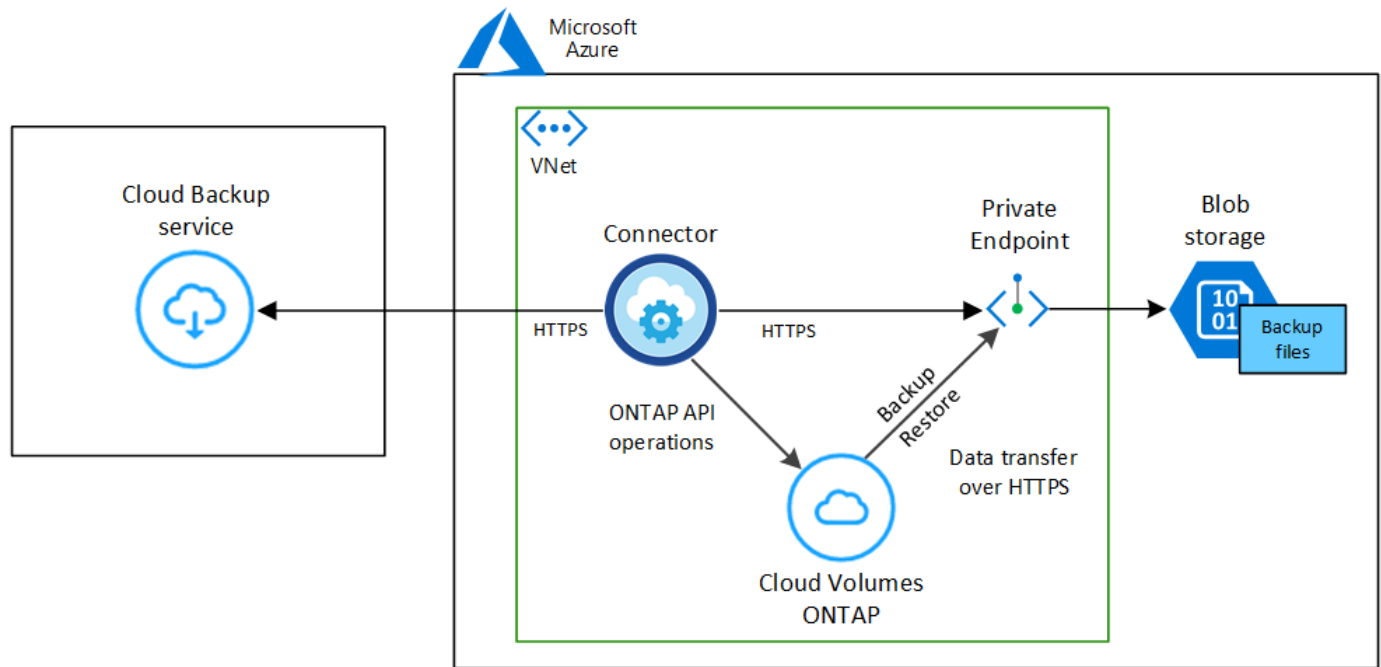 Microsoft
Azure
VNet
Cloud Backup
service
Connector
Private
Endpoint
Blob
storage
HTTPS
HTTPS
10
01
Backup
files
ONTAP API
operations
Backup
Restore
Data transfer
over HTTPS
Cloud Volumes
ONTAP